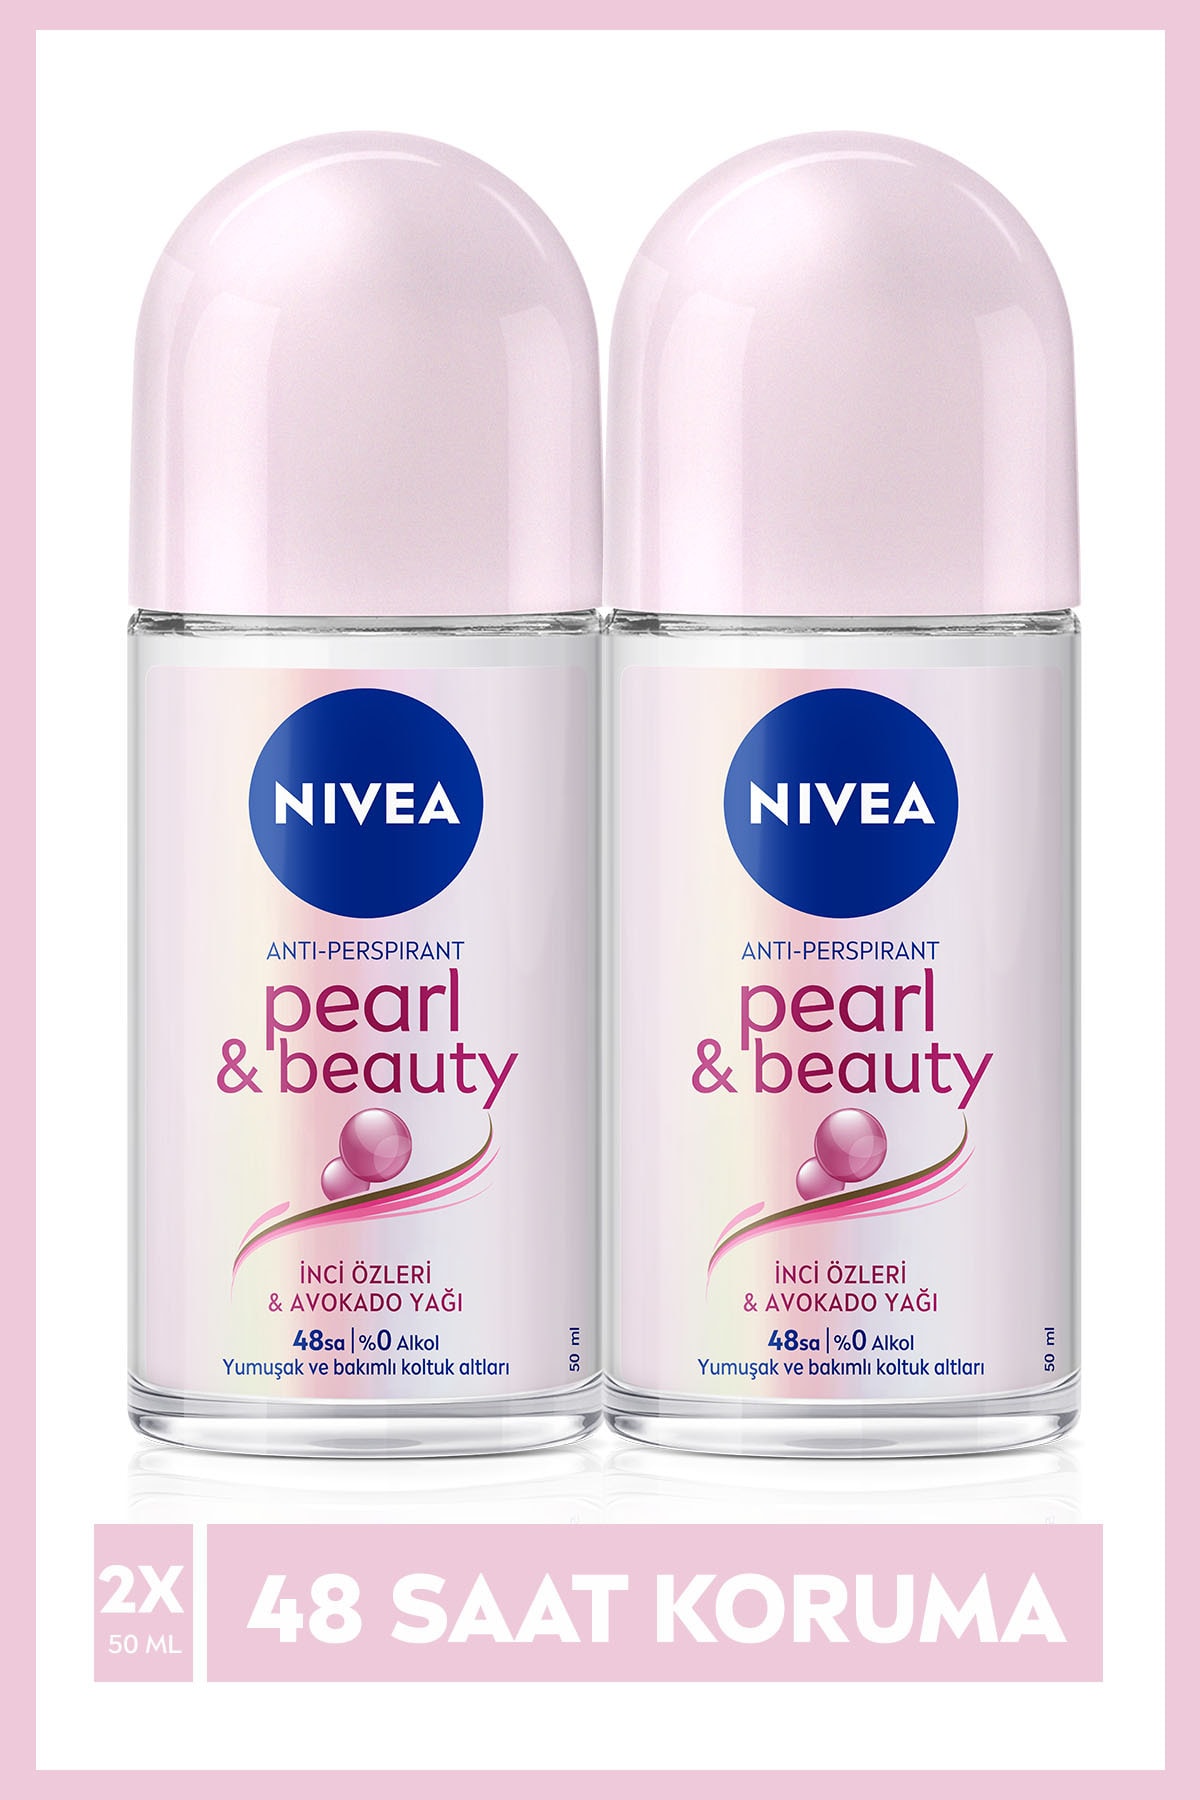 NIVEA
ANTI-PERSPIRANT
pearl
& beauty
İNCİ ÖZLERİ
& AVOKADO YAĞI
48sa | %0 Alkol
Yumuşak ve bakımlı koltuk altları
50 ml
NIVEA
ANTI-PERSPIRANT
pearl
& beauty
İNCİ ÖZLERİ
& AVOKADO YAĞI
48sa | %0 Alkol
Yumuşak ve bakımlı koltuk altları
50 ml
2X
50 ML
48 SAAT KORUMA